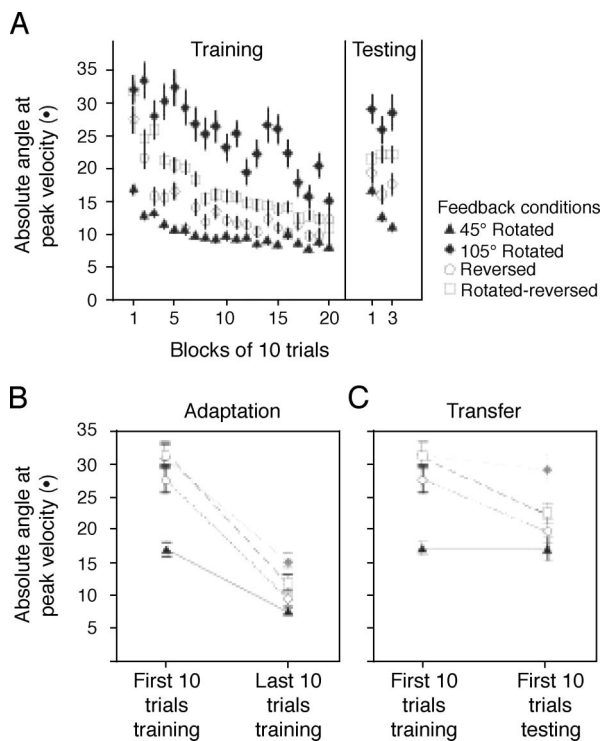 A
Training
Testing
Absolute angle at
peak velocity (•)
35
30
25
20
15
10
5
0
1
5
10
15
20
1
3
Blocks of 10 trials
Feedback conditions
45° Rotated
105° Rotated
Reversed
Rotated-reversed
B
Adaptation
Absolute angle at
peak velocity (•)
35
30
25
20
15
10
5
First 10
trials
training
Last 10
trials
training
C
Transfer
First 10
trials
training
First 10
trials
testing